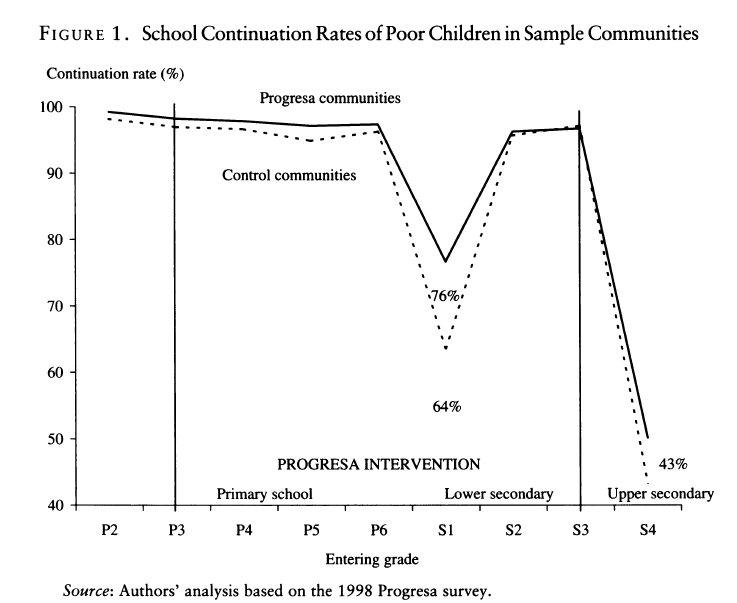 FIGURE 1. School Continuation Rates of Poor Children in Sample Communities
Continuation rate (%)
100
90
80
70
60
50
40
Progresa communities
Control communities
76%
64%
43%
PROGRESA INTERVENTION
Primary school
Lower secondary
Upper secondary
P2 P3 P4 P5 P6 S1 S2 S3 S4
Entering grade
Source: Authors' analysis based on the 1998 Progresa survey.